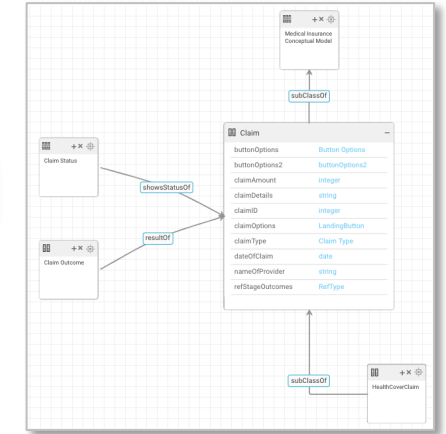 Medical Insurance
Conceptual Model
subClassOf
Claim
buttonOptions Button Options
buttonOptions2 buttonOptions2
claimAmount integer
claimDetails string
claimID integer
claimOptions LandingButton
claimType Claim Type
dateOfClaim date
nameOfProvider string
refStageOutcomes RefType
Claim Status
showsStatusOf
resultOf
Claim Outcome
subClassOf
HealthCoverClaim